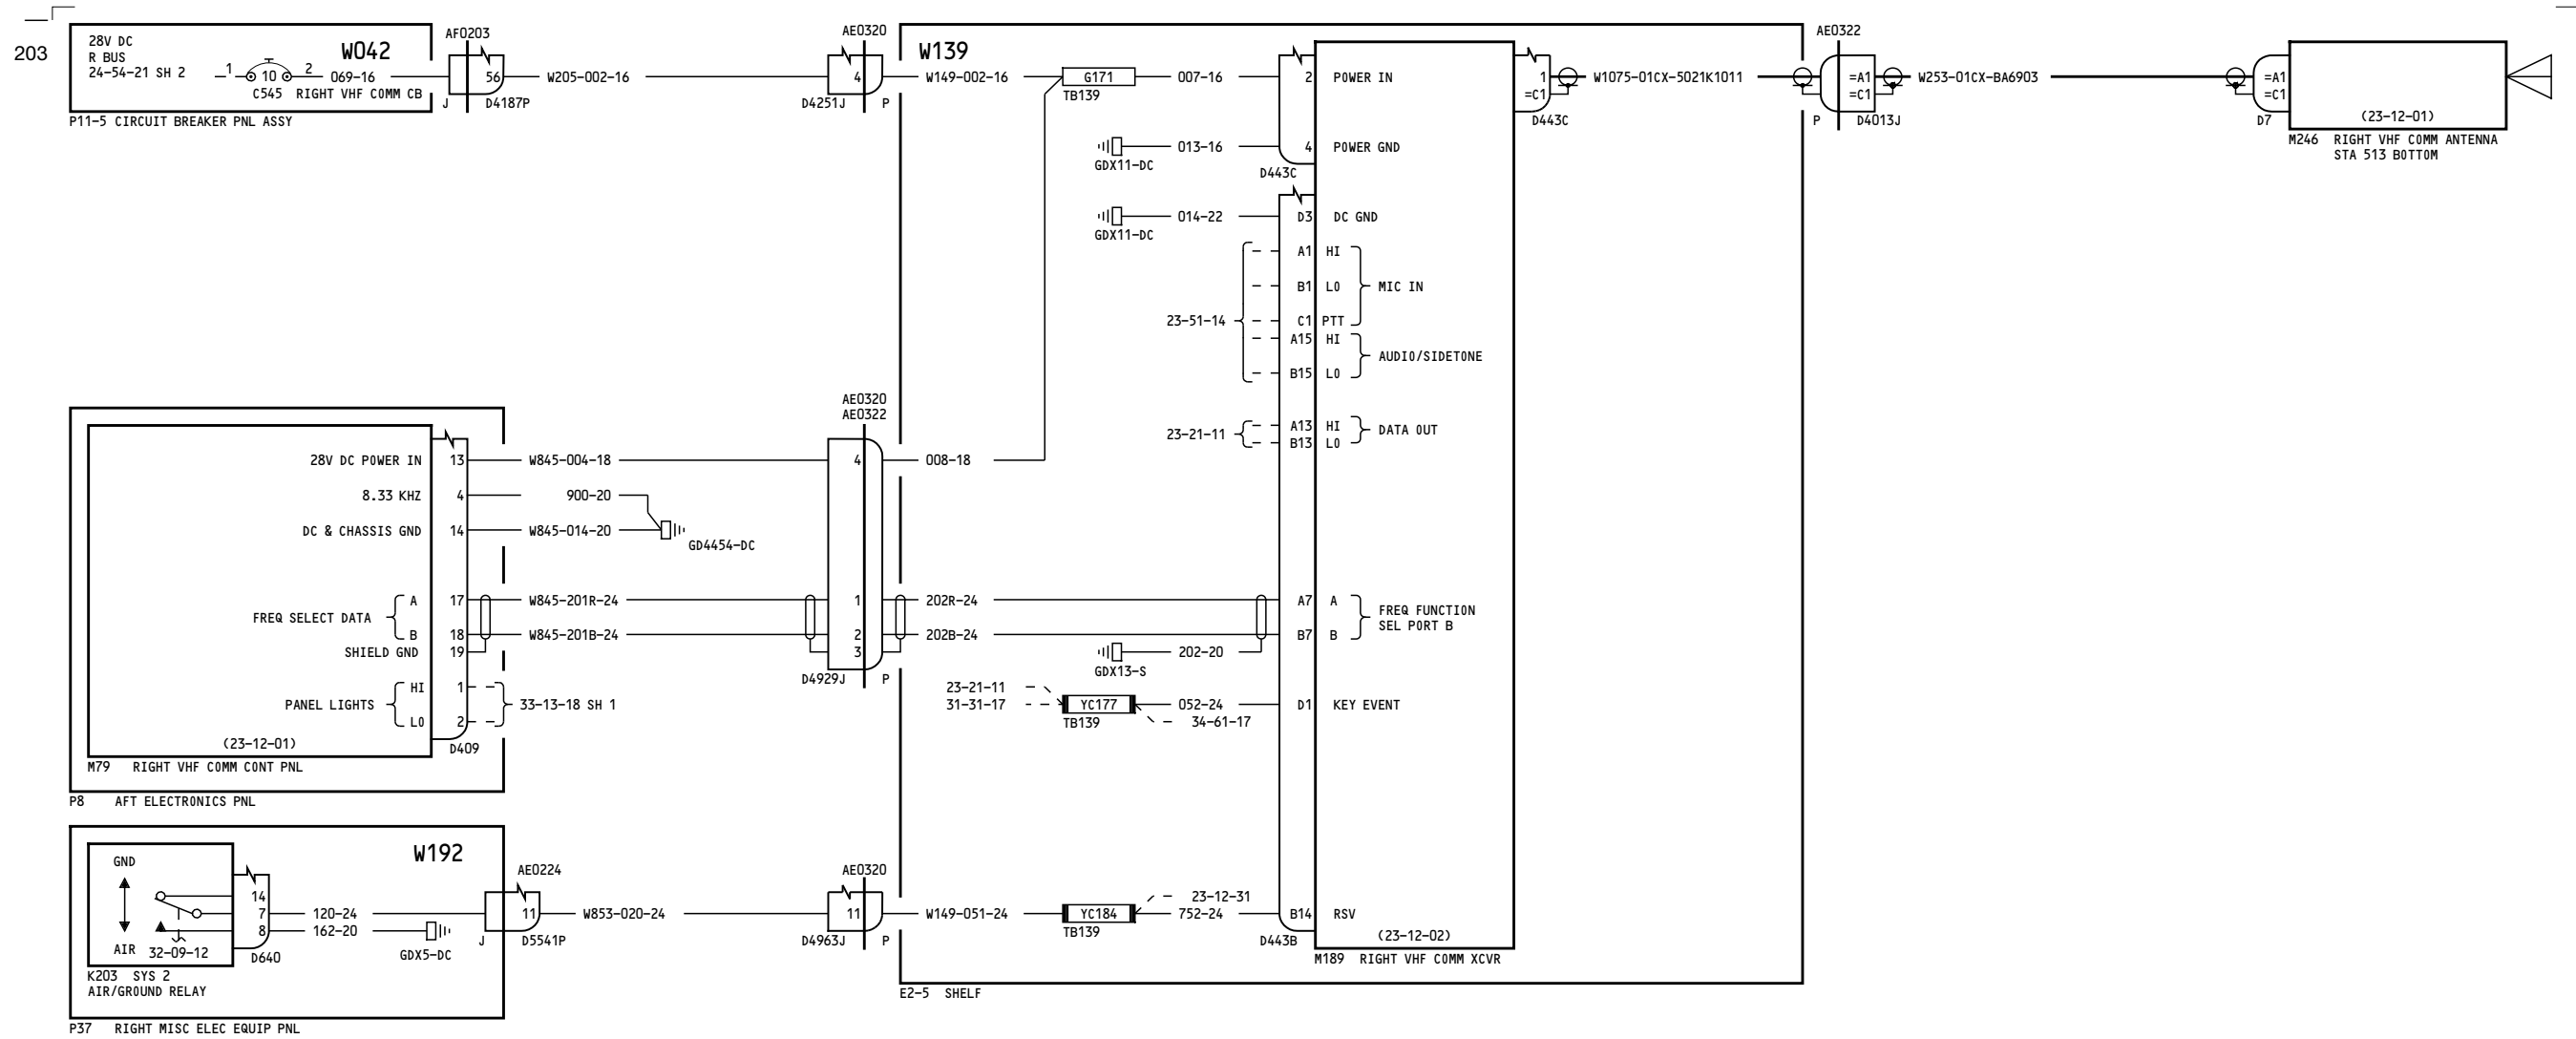 203
28V DC
R BUS
24-54-21 SH 2
W042
1
10
2
069-16
C545 RIGHT VHF COMM CB
P11-5 CIRCUIT BREAKER PNL ASSY
AF0203
56
J
D4187P
W205-002-16
AE0320
4
D4251J
P
W139
W149-002-16
G171
TB139
007-16
2
POWER IN
GDX11-DC
013-16
4
POWER GND
D443C
GDX11-DC
014-22
D3
DC GND
23-51-14
A1 HI
B1 LO
C1 PTT
MIC IN
A15 HI
B15 LO
AUDIO/SIDETONE
23-21-11
A13 HI
B13 LO
DATA OUT
1
=C1
D443C
W1075-01CX-5021K1011
AE0322
=A1
=C1
P
D4013J
W253-01CX-BA6903
=A1
=C1
D7
(23-12-01)
M246 RIGHT VHF COMM ANTENNA
STA 513 BOTTOM
28V DC POWER IN
13
W845-004-18
8.33 KHZ
4
900-20
DC & CHASSIS GND
14
W845-014-20
GD4454-DC
FREQ SELECT DATA
A
17
W845-201R-24
B
18
W845-201B-24
SHIELD GND
19
PANEL LIGHTS
HI
1
LO
2
33-13-18 SH 1
(23-12-01)
D409
M79 RIGHT VHF COMM CONT PNL
P8 AFT ELECTRONICS PNL
AE0320
AE0322
4
1
2
3
D4929J
P
008-18
202R-24
202B-24
GDX13-S
202-20
A7 A
B7 B
FREQ FUNCTION
SEL PORT B
23-21-11
31-31-17
YC177
TB139
052-24
34-61-17
D1
KEY EVENT
W192
GND
AIR
32-09-12
14
7
8
D640
120-24
162-20
GDX5-DC
K203 SYS 2
AIR/GROUND RELAY
P37 RIGHT MISC ELEC EQUIP PNL
AE0224
11
J
D5541P
W853-020-24
AE0320
11
D4963J
P
W149-051-24
YC184
TB139
23-12-31
752-24
B14
RSV
D443B
(23-12-02)
M189 RIGHT VHF COMM XCVR
E2-5 SHELF